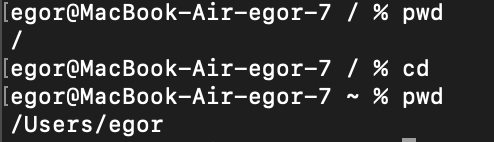 [egor@MacBook-Air-egor-7 / % pwd
/
[egor@MacBook-Air-egor-7 / % cd
[egor@MacBook-Air-egor-7 ~ % pwd
/Users/egor